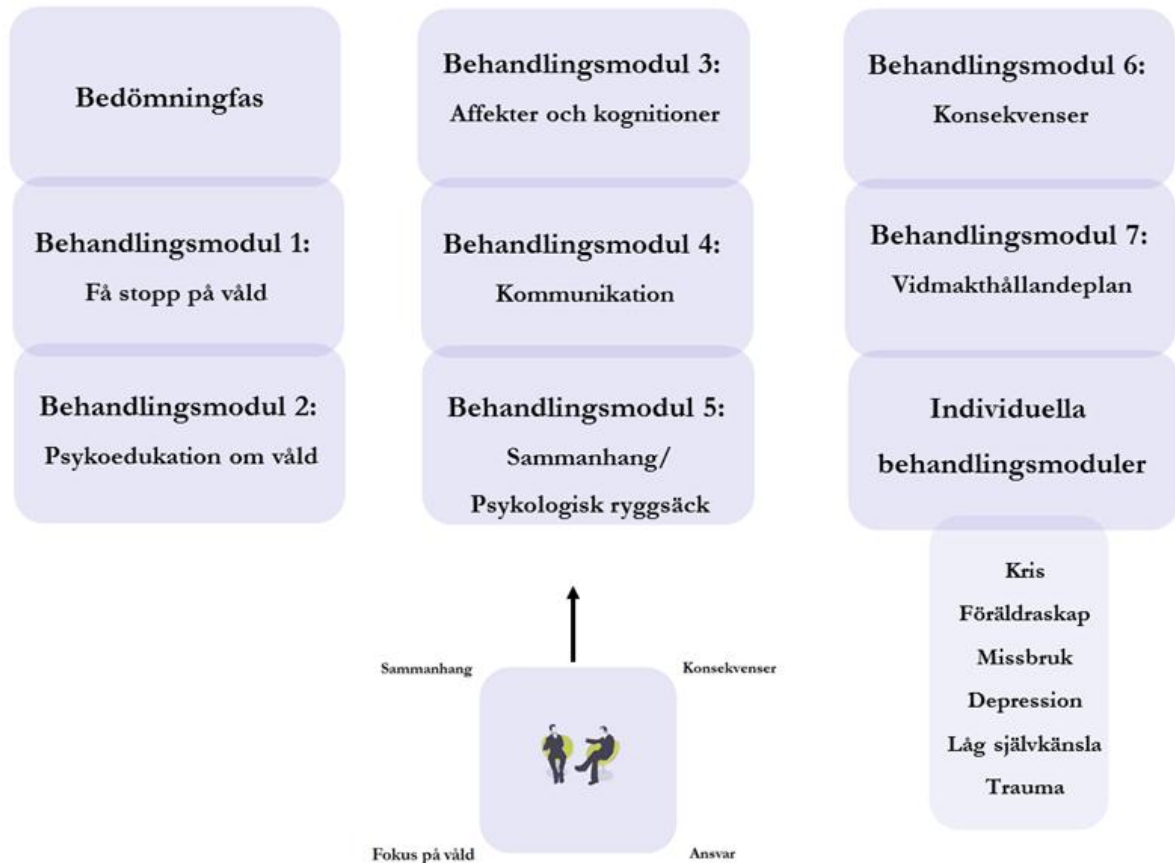 Bedömningfas
Behandlingsmodul 1:
Få stopp på våld
Behandlingsmodul 2:
Psykoedukation om våld
Behandlingsmodul 3:
Affekter och kognitioner
Behandlingsmodul 4:
Kommunikation
Behandlingsmodul 5:
Sammanhang/
Psykologisk ryggsäck
Behandlingsmodul 6:
Konsekvenser
Behandlingsmodul 7:
Vidmakthållandeplan
Individuella
behandlingsmoduler
Kris
Föräldraskap
Missbruk
Depression
Låg självkänsla
Trauma
Sammanhang
Konsekvenser
Fokus på våld
Ansvar